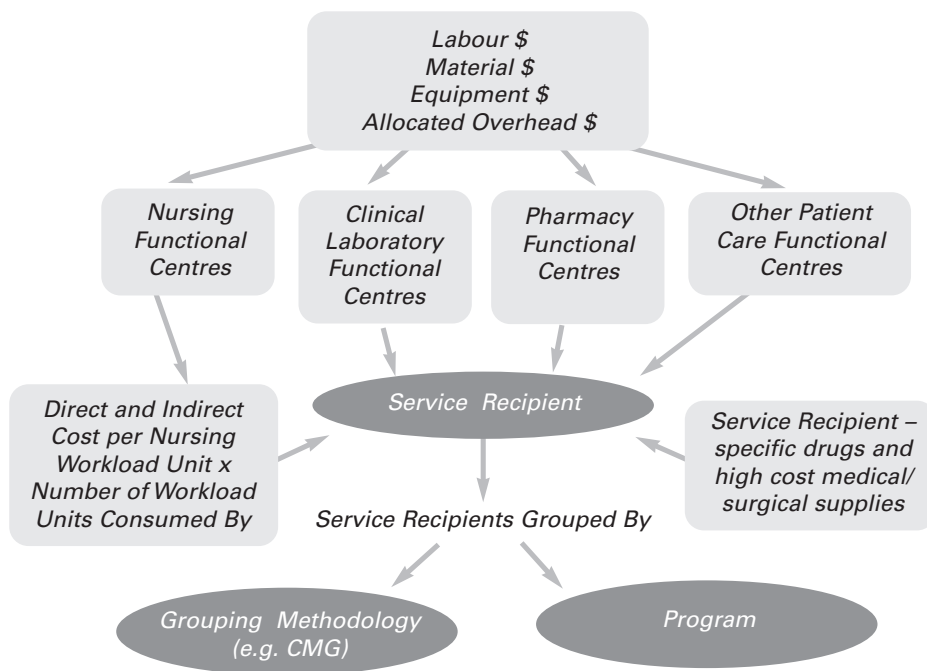 Labour $
Material $
Equipment $
Allocated Overhead $
Nursing
Functional
Centres
Clinical
Laboratory
Functional
Centres
Pharmacy
Functional
Centres
Other Patient
Care Functional
Centres
Service Recipient
Direct and Indirect
Cost per Nursing
Workload Unit x
Number of Workload
Units Consumed By
Service Recipient –
specific drugs and
high cost medical/
surgical supplies
Service Recipients Grouped By
Grouping Methodology
(e.g. CMG)
Program